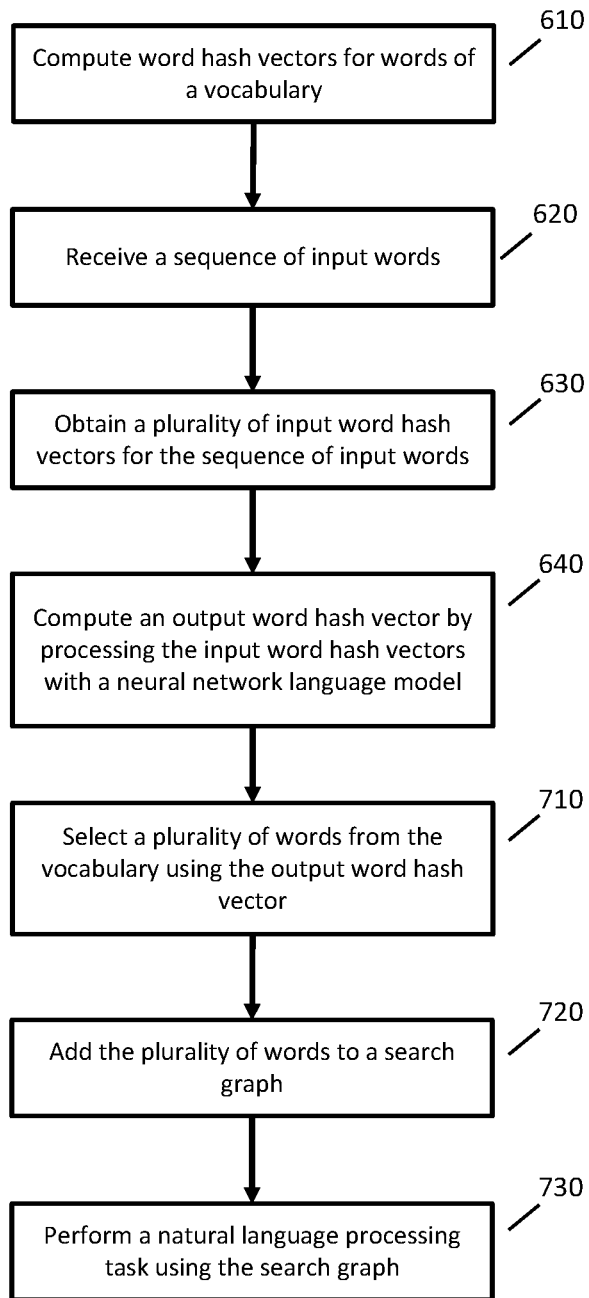 610
Compute word hash vectors for words of
a vocabulary
620
Receive a sequence of input words
630
Obtain a plurality of input word hash
vectors for the sequence of input words
640
Compute an output word hash vector by
processing the input word hash vectors
with a neural network language model
710
Select a plurality of words from the
vocabulary using the output word hash
vector
720
Add the plurality of words to a search
graph
730
Perform a natural language processing
task using the search graph